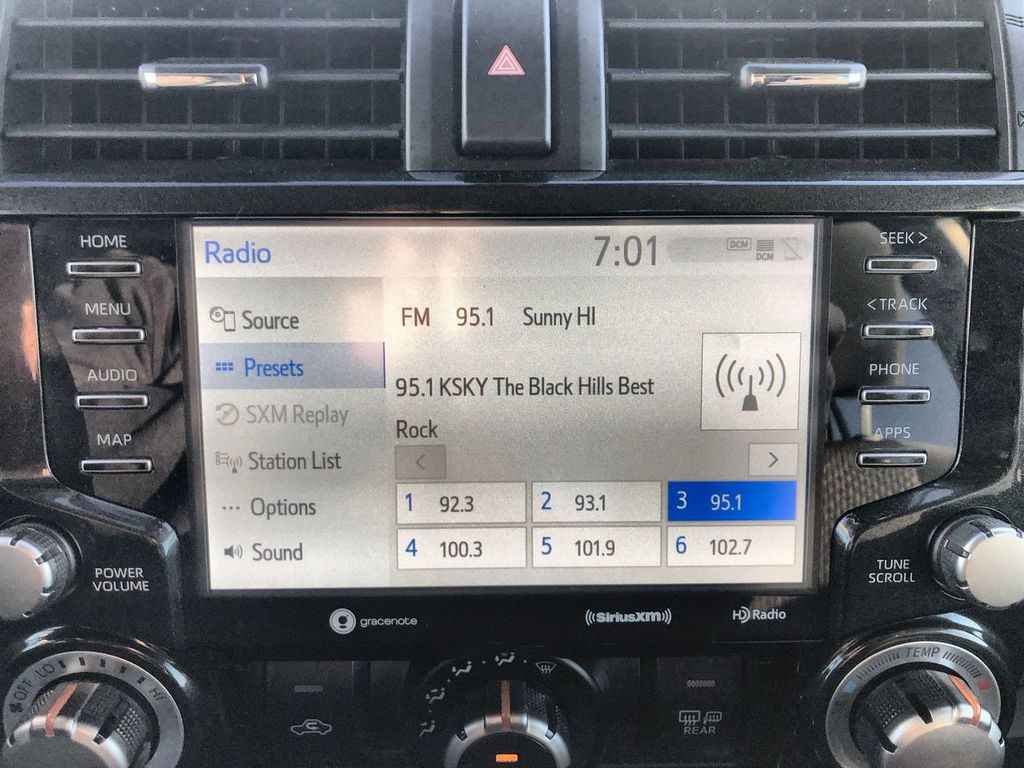 HOME
MENU
AUDIO
MAP
POWER
VOLUME
Radio
7:01
DCM
DCM
Source
Presets
SXM Replay
Station List
Options
Sound
FM 95.1 Sunny HI
95.1 KSKY The Black Hills Best
Rock
< >
1 92.3 2 93.1 3 95.1
4 100.3 5 101.9 6 102.7
SEEK >
< TRACK
PHONE
APPS
TUNE
SCROLL
gracenote
((SiriusXM))
HD Radio
OFF LO HI
REAR
TEMP